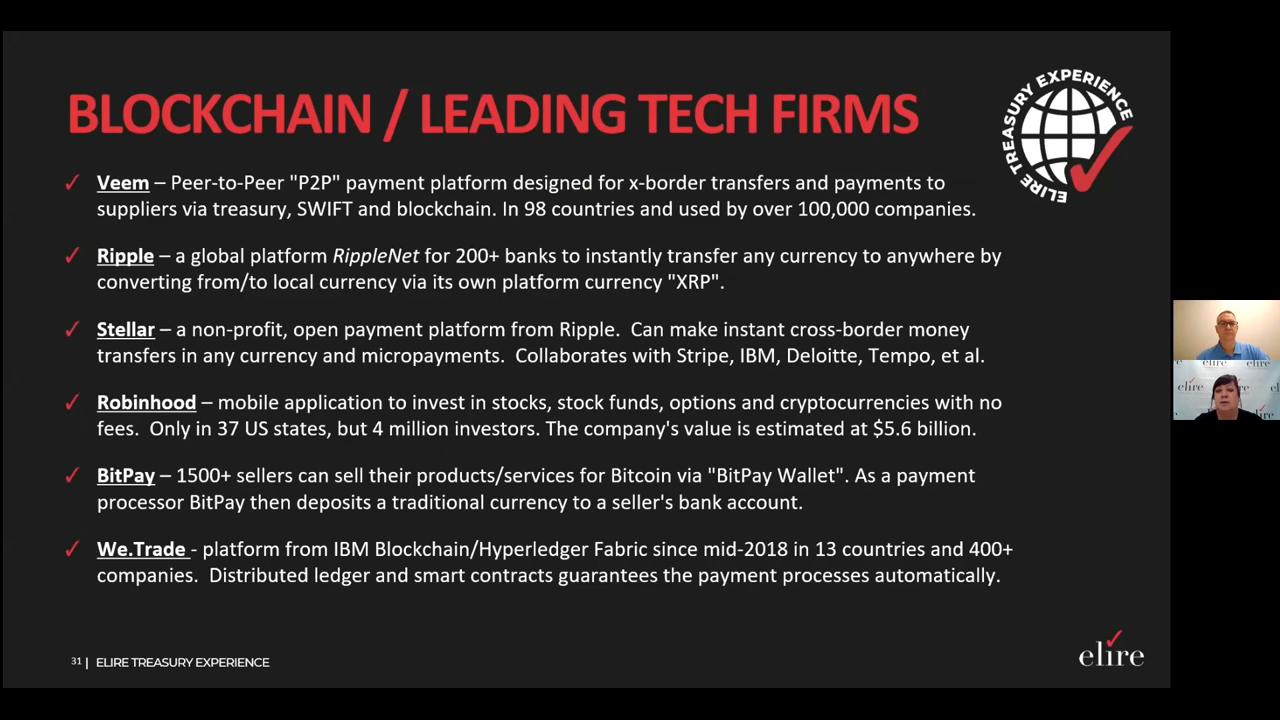 BLOCKCHAIN / LEADING TECH FIRMS
ELIRE TREASURY EXPERIENCE
✓ Veem – Peer-to-Peer "P2P" payment platform designed for x-border transfers and payments to
suppliers via treasury, SWIFT and blockchain. In 98 countries and used by over 100,000 companies.
✓ Ripple – a global platform RippleNet for 200+ banks to instantly transfer any currency to anywhere by
converting from/to local currency via its own platform currency "XRP".
✓ Stellar – a non-profit, open payment platform from Ripple.  Can make instant cross-border money
transfers in any currency and micropayments.  Collaborates with Stripe, IBM, Deloitte, Tempo, et al.
✓ Robinhood – mobile application to invest in stocks, stock funds, options and cryptocurrencies with no
fees.  Only in 37 US states, but 4 million investors. The company's value is estimated at $5.6 billion.
✓ BitPay – 1500+ sellers can sell their products/services for Bitcoin via "BitPay Wallet". As a payment
processor BitPay then deposits a traditional currency to a seller's bank account.
✓ We.Trade - platform from IBM Blockchain/Hyperledger Fabric since mid-2018 in 13 countries and 400+
companies.  Distributed ledger and smart contracts guarantees the payment processes automatically.
31 | ELIRE TREASURY EXPERIENCE
elire
elire
elire